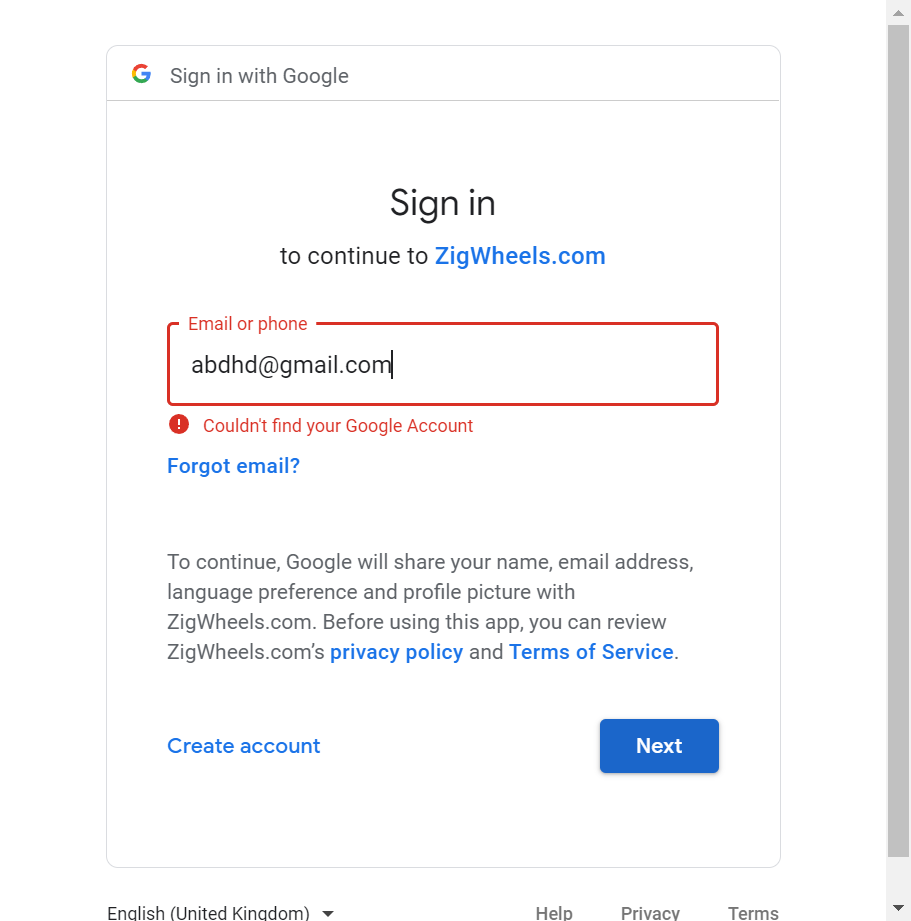 Sign in with Google
Sign in
to continue to ZigWheels.com
Email or phone
abdhd@gmail.com
Couldn't find your Google Account
Forgot email?
To continue, Google will share your name, email address,
language preference and profile picture with
ZigWheels.com. Before using this app, you can review
ZigWheels.com’s privacy policy and Terms of Service.
Create account
Next
English (United Kingdom)
Help
Privacy
Terms